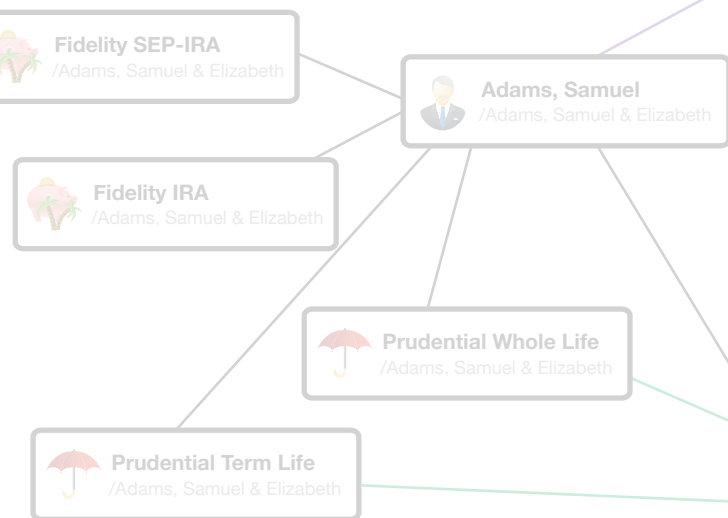 Fidelity SEP-IRA
/Adams, Samuel & Elizabeth
Adams, Samuel
/Adams, Samuel & Elizabeth
Fidelity IRA
/Adams, Samuel & Elizabeth
Prudential Whole Life
/Adams, Samuel & Elizabeth
Prudential Term Life
/Adams, Samuel & Elizabeth